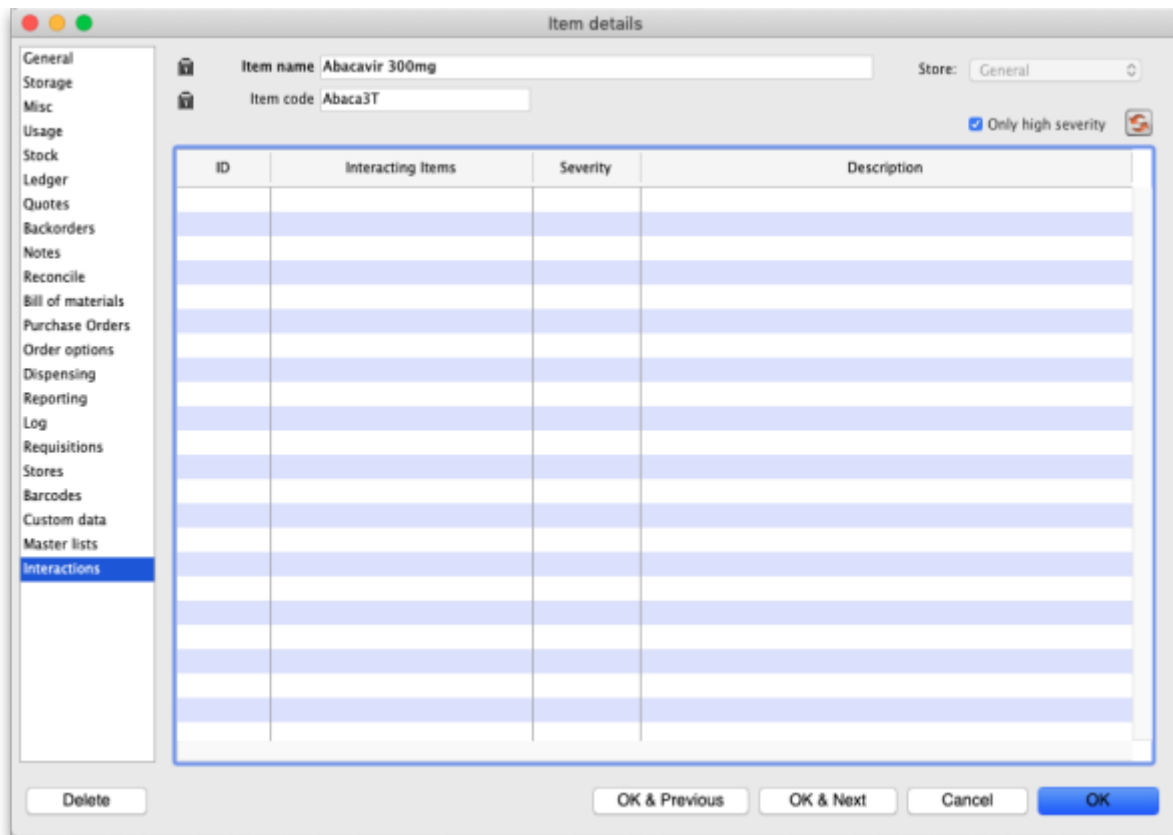 Item details
General
Storage
Misc
Usage
Stock
Ledger
Quotes
Backorders
Notes
Reconcile
Bill of materials
Purchase Orders
Order options
Dispensing
Reporting
Log
Requisitions
Stores
Barcodes
Custom data
Master lists
Interactions
Item name Abacavir 300mg Store: General
Item code Abaca3T
Only high severity
ID Interacting Items Severity Description
Delete OK & Previous OK & Next Cancel OK